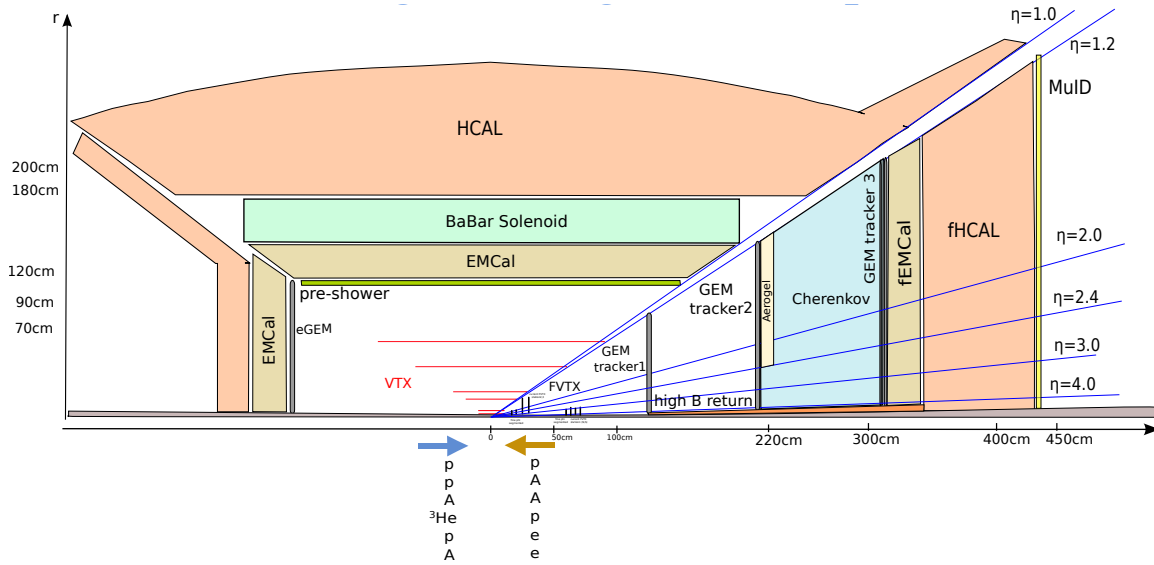 r
η=1.0
η=1.2
MuID
HCAL
200cm
180cm
BaBar Solenoid
EMCal
120cm
90cm
70cm
pre-shower
eGEM
EMCal
VTX
GEM
tracker1
FVTX
GEM
tracker2
Aerogel
Cherenkov
GEM tracker 3
fEMCal
fHCAL
η=2.0
η=2.4
η=3.0
η=4.0
high B return
0
50cm
100cm
220cm
300cm
400cm
450cm
p p
p A
A A
³He p
p e
A e